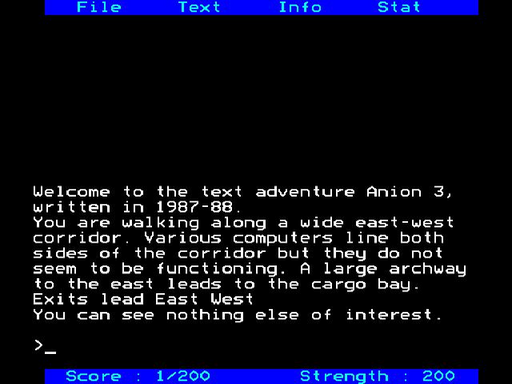 File Text Info Stat
Welcome to the text adventure Anion 3,
written in 1987-88.
You are walking along a wide east-west
corridor. Various computers line both
sides of the corridor but they do not
seem to be functioning. A large archway
to the east leads to the cargo bay.
Exits lead East West
You can see nothing else of interest.
>_
Score : 1/200 Strength : 200